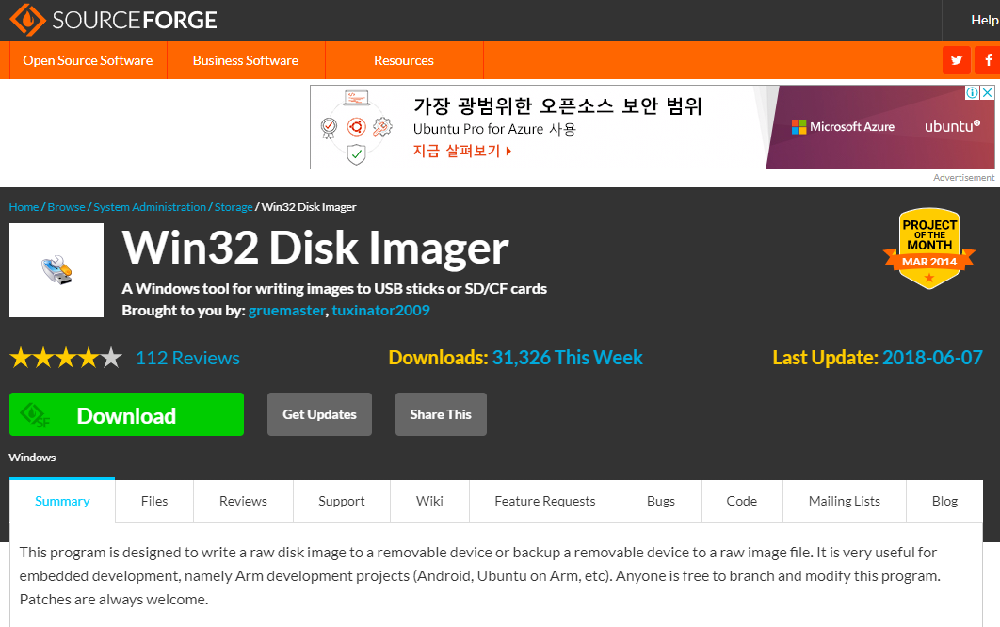 SOURCEFORGE
Help
Open Source Software
Business Software
Resources
가장 광범위한 오픈소스 보안 범위
Ubuntu Pro for Azure 사용
지금 살펴보기
Microsoft Azure
ubuntu®
Advertisement
Home / Browse / System Administration / Storage / Win32 Disk Imager
Win32 Disk Imager
A Windows tool for writing images to USB sticks or SD/CF cards
Brought to you by: gruemaster, tuxinator2009
PROJECT
OF THE
MONTH
MAR 2014
112 Reviews
Downloads: 31,326 This Week
Last Update: 2018-06-07
SF
Download
Get Updates
Share This
Windows
Summary
Files
Reviews
Support
Wiki
Feature Requests
Bugs
Code
Mailing Lists
Blog
This program is designed to write a raw disk image to a removable device or backup a removable device to a raw image file. It is very useful for
embedded development, namely Arm development projects (Android, Ubuntu on Arm, etc). Anyone is free to branch and modify this program.
Patches are always welcome.